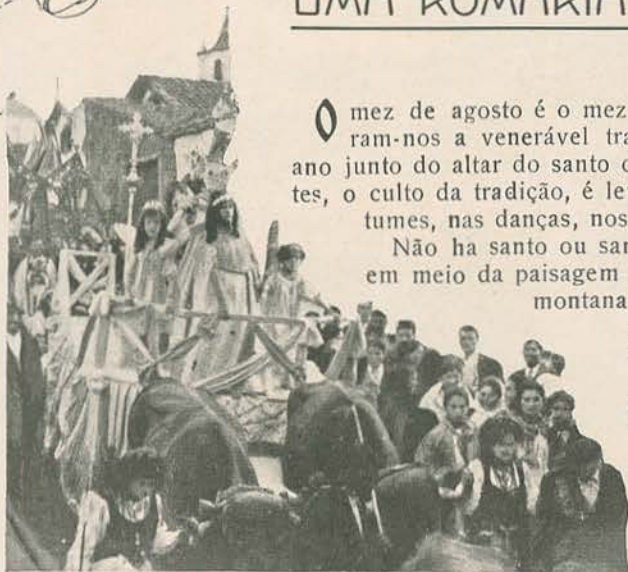 UMA ROMARIA
O mez de agosto é o mez
ram-nos a venerável tra
ano junto do altar do santo
tes, o culto da tradição, é le
tumes, nas danças, nos
Não ha santo ou san
em meio da paisagem
montana